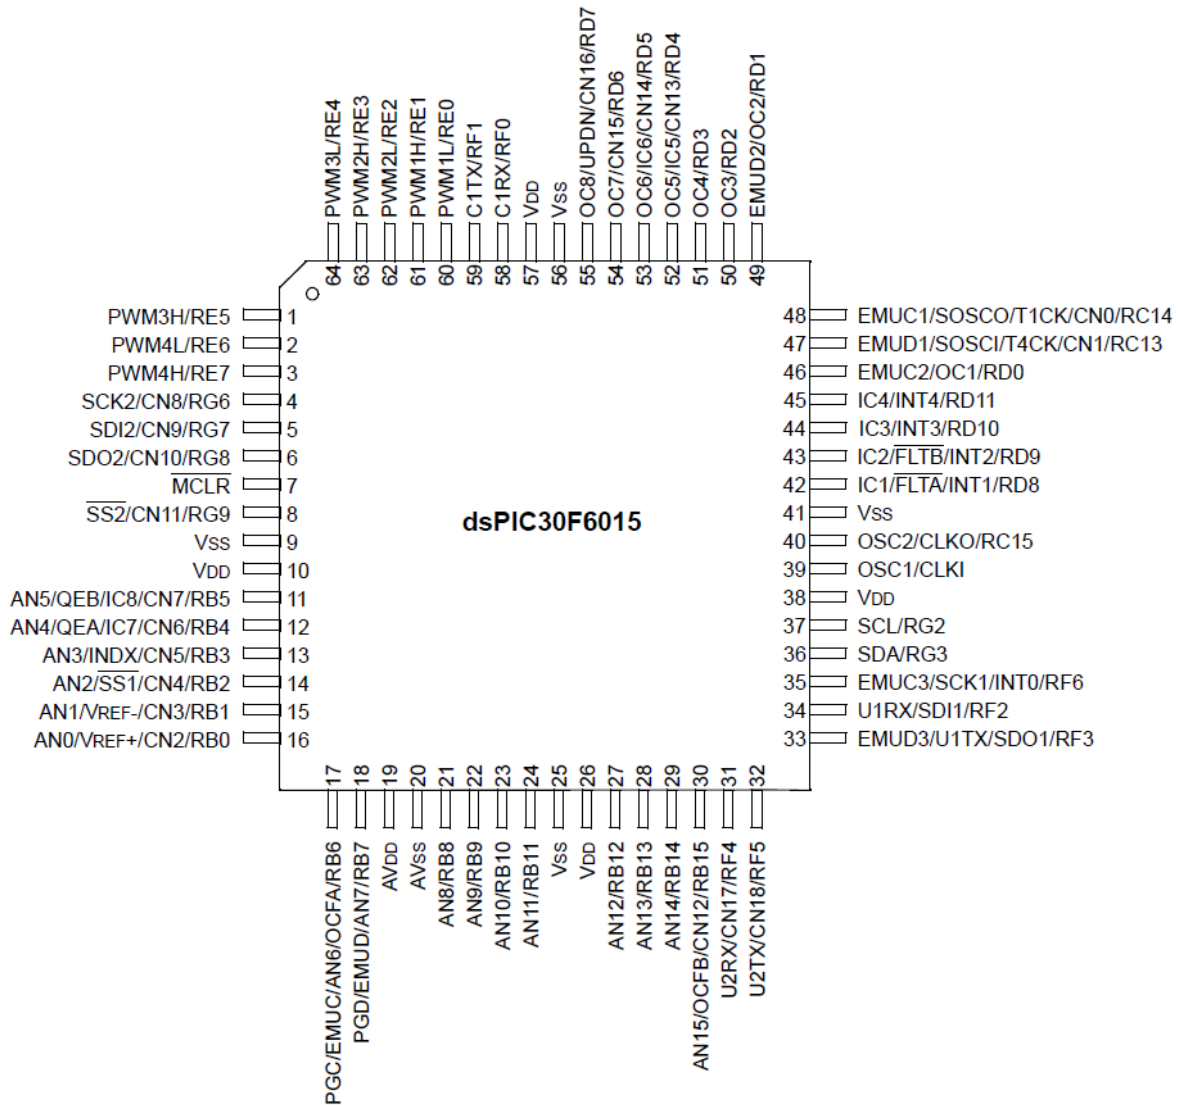 PWM3L/RE4
PWM2H/RE3
PWM2L/RE2
PWM1H/RE1
PWM1L/RE0
C1TX/RF1
C1RX/RF0
VDD
VSS
OC8/UPDN/CN16/RD7
OC7/CN15/RD6
OC6/IC6/CN14/RD5
OC5/IC5/CN13/RD4
OC4/RD3
OC3/RD2
EMUD2/OC2/RD1
64 63 62 61 60 59 58 57 56 55 54 53 52 51 50 49
PWM3H/RE5 1
PWM4L/RE6 2
PWM4H/RE7 3
SCK2/CN8/RG6 4
SDI2/CN9/RG7 5
SDO2/CN10/RG8 6
MCLR 7
SS2/CN11/RG9 8
VSS 9
VDD 10
AN5/QEB/IC8/CN7/RB5 11
AN4/QEA/IC7/CN6/RB4 12
AN3/INDX/CN5/RB3 13
AN2/SS1/CN4/RB2 14
AN1/VREF-/CN3/RB1 15
AN0/VREF+/CN2/RB0 16
dsPIC30F6015
48 EMUC1/SOSCO/T1CK/CN0/RC14
47 EMUD1/SOSCI/T4CK/CN1/RC13
46 EMUC2/OC1/RD0
45 IC4/INT4/RD11
44 IC3/INT3/RD10
43 IC2/FLTB/INT2/RD9
42 IC1/FLTA/INT1/RD8
41 VSS
40 OSC2/CLKO/RC15
39 OSC1/CLKI
38 VDD
37 SCL/RG2
36 SDA/RG3
35 EMUC3/SCK1/INT0/RF6
34 U1RX/SDI1/RF2
33 EMUD3/U1TX/SDO1/RF3
17 18 19 20 21 22 23 24 25 26 27 28 29 30 31 32
PGC/EMUC/AN6/OCFA/RB6
PGD/EMUD/AN7/RB7
AVDD
AVSS
AN8/RB8
AN9/RB9
AN10/RB10
AN11/RB11
VSS
VDD
AN12/RB12
AN13/RB13
AN14/RB14
AN15/OCFB/CN12/RB15
U2RX/CN17/RF4
U2TX/CN18/RF5